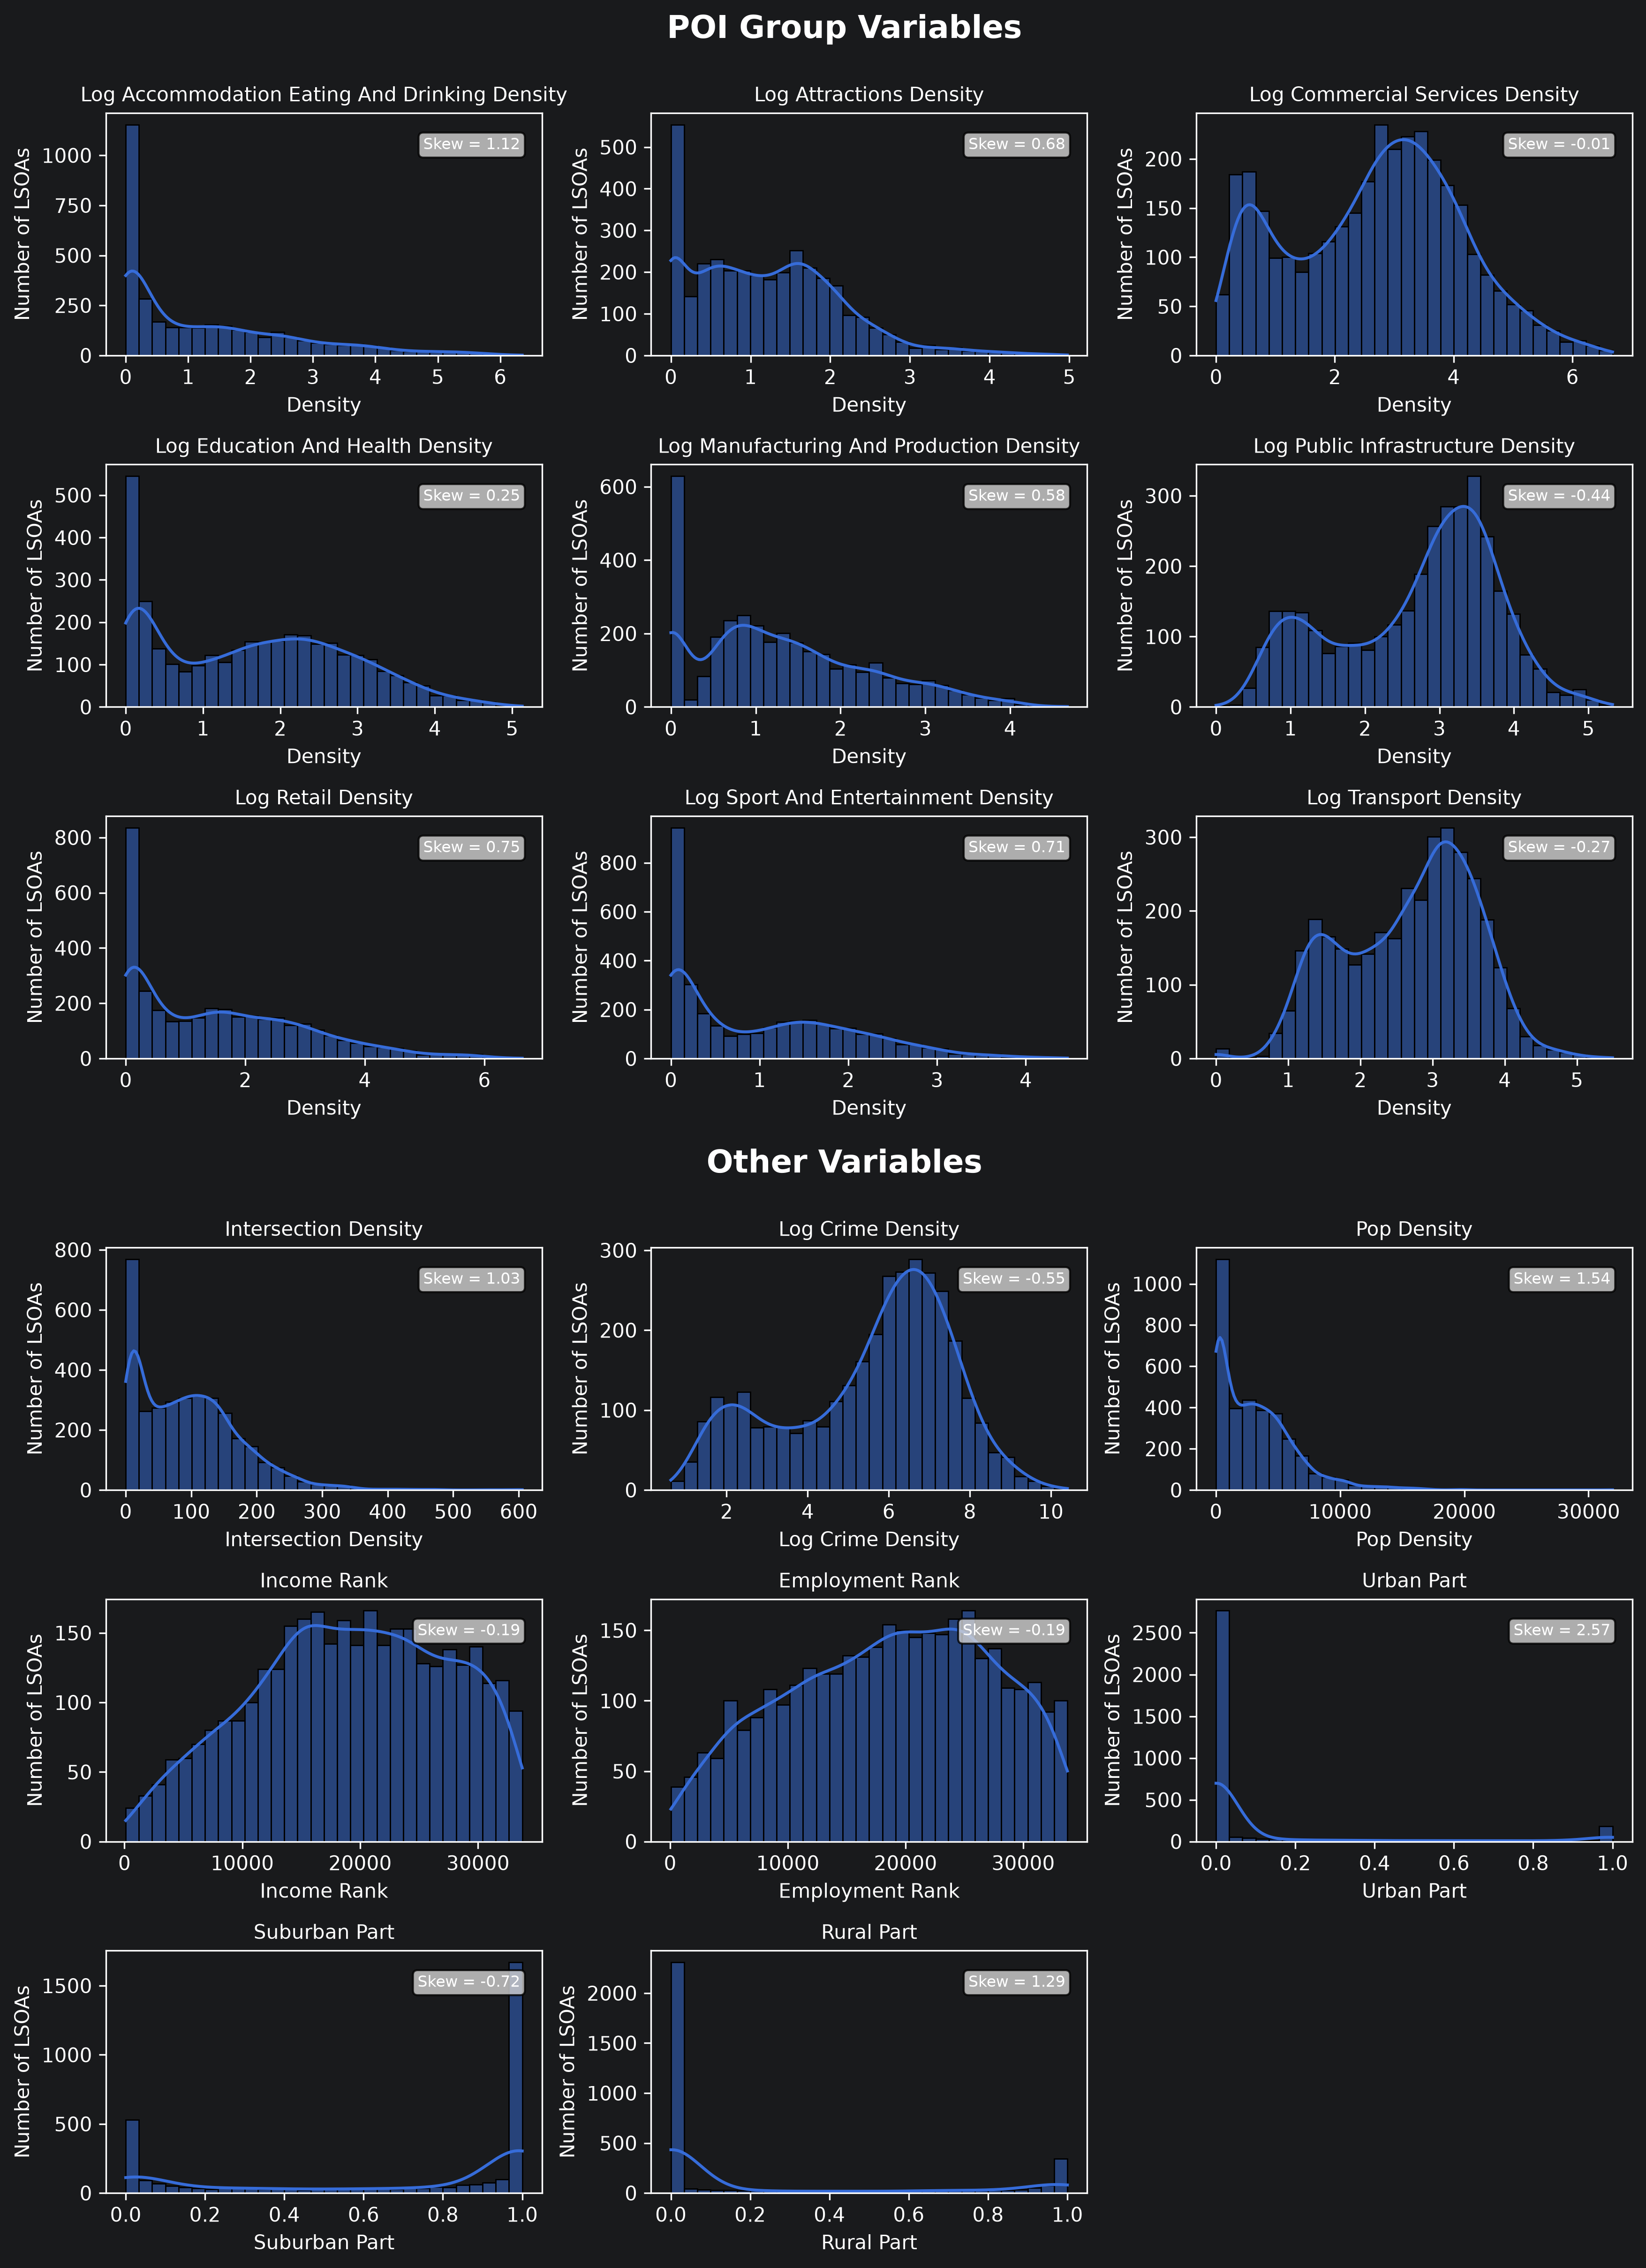 POI Group Variables
Log Accommodation Eating And Drinking Density
Skew = 1.12
Number of LSOAs
1000
750
500
250
0
0 1 2 3 4 5 6
Density
Log Attractions Density
Skew = 0.68
Number of LSOAs
500
400
300
200
100
0
0 1 2 3 4 5
Density
Log Commercial Services Density
Skew = -0.01
Number of LSOAs
200
150
100
50
0
0 2 4 6
Density
Log Education And Health Density
Skew = 0.25
Number of LSOAs
500
400
300
200
100
0
0 1 2 3 4 5
Density
Log Manufacturing And Production Density
Skew = 0.58
Number of LSOAs
600
400
200
0
0 1 2 3 4
Density
Log Public Infrastructure Density
Skew = -0.44
Number of LSOAs
300
200
100
0
0 1 2 3 4 5
Density
Log Retail Density
Skew = 0.75
Number of LSOAs
800
600
400
200
0
0 2 4 6
Density
Log Sport And Entertainment Density
Skew = 0.71
Number of LSOAs
800
600
400
200
0
0 1 2 3 4
Density
Log Transport Density
Skew = -0.27
Number of LSOAs
300
200
100
0
0 1 2 3 4 5
Density
Other Variables
Intersection Density
Skew = 1.03
Number of LSOAs
800
600
400
200
0
0 100 200 300 400 500 600
Intersection Density
Log Crime Density
Skew = -0.55
Number of LSOAs
300
200
100
0
2 4 6 8 10
Log Crime Density
Pop Density
Skew = 1.54
Number of LSOAs
1000
800
600
400
200
0
0 10000 20000 30000
Pop Density
Income Rank
Skew = -0.19
Number of LSOAs
150
100
50
0
0 10000 20000 30000
Income Rank
Employment Rank
Skew = -0.19
Number of LSOAs
150
100
50
0
0 10000 20000 30000
Employment Rank
Urban Part
Skew = 2.57
Number of LSOAs
2500
2000
1500
1000
500
0
0.0 0.2 0.4 0.6 0.8 1.0
Urban Part
Suburban Part
Skew = -0.72
Number of LSOAs
1500
1000
500
0
0.0 0.2 0.4 0.6 0.8 1.0
Suburban Part
Rural Part
Skew = 1.29
Number of LSOAs
2000
1500
1000
500
0
0.0 0.2 0.4 0.6 0.8 1.0
Rural Part